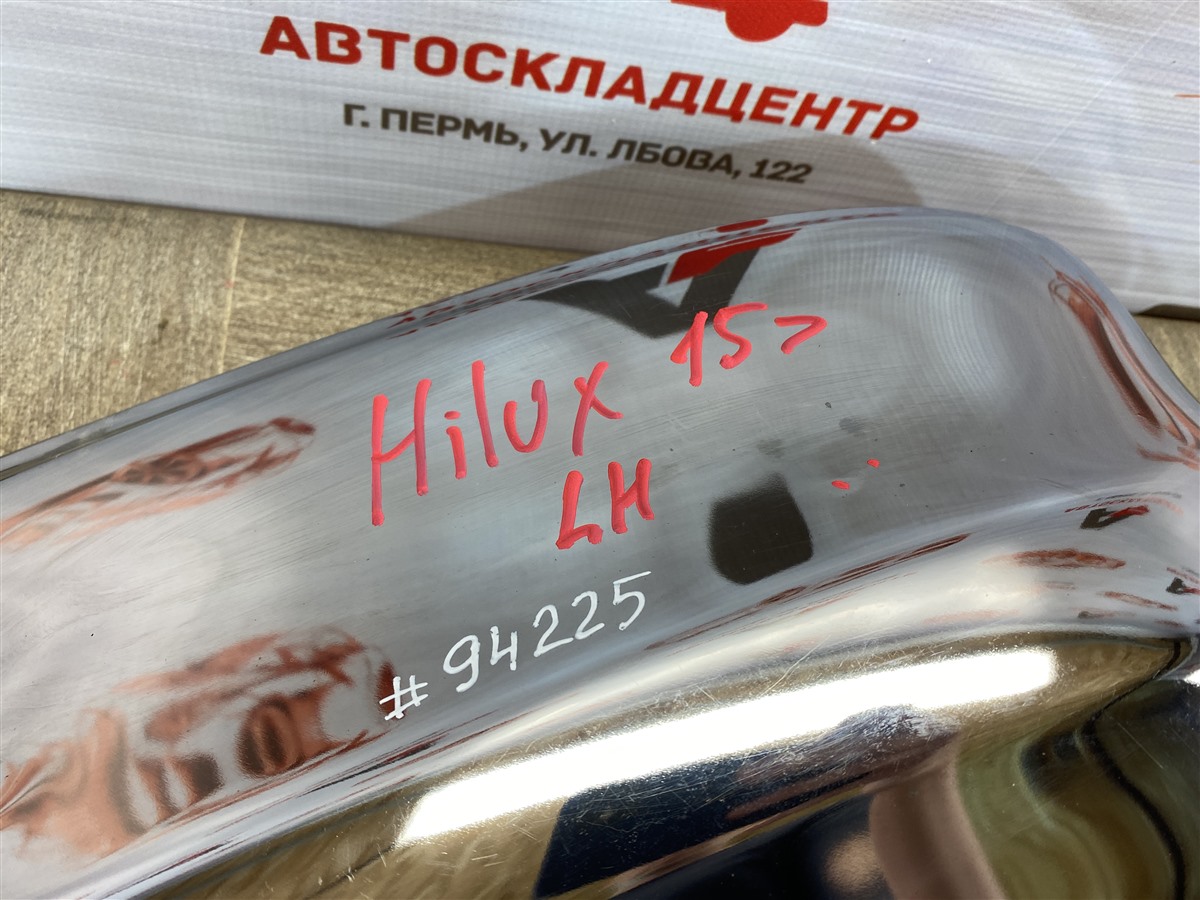 АВТОСКЛАДЦЕНТР
Г. ПЕРМЬ, УЛ. ЛБОВА, 122
Hilux 15>
LH
#94225